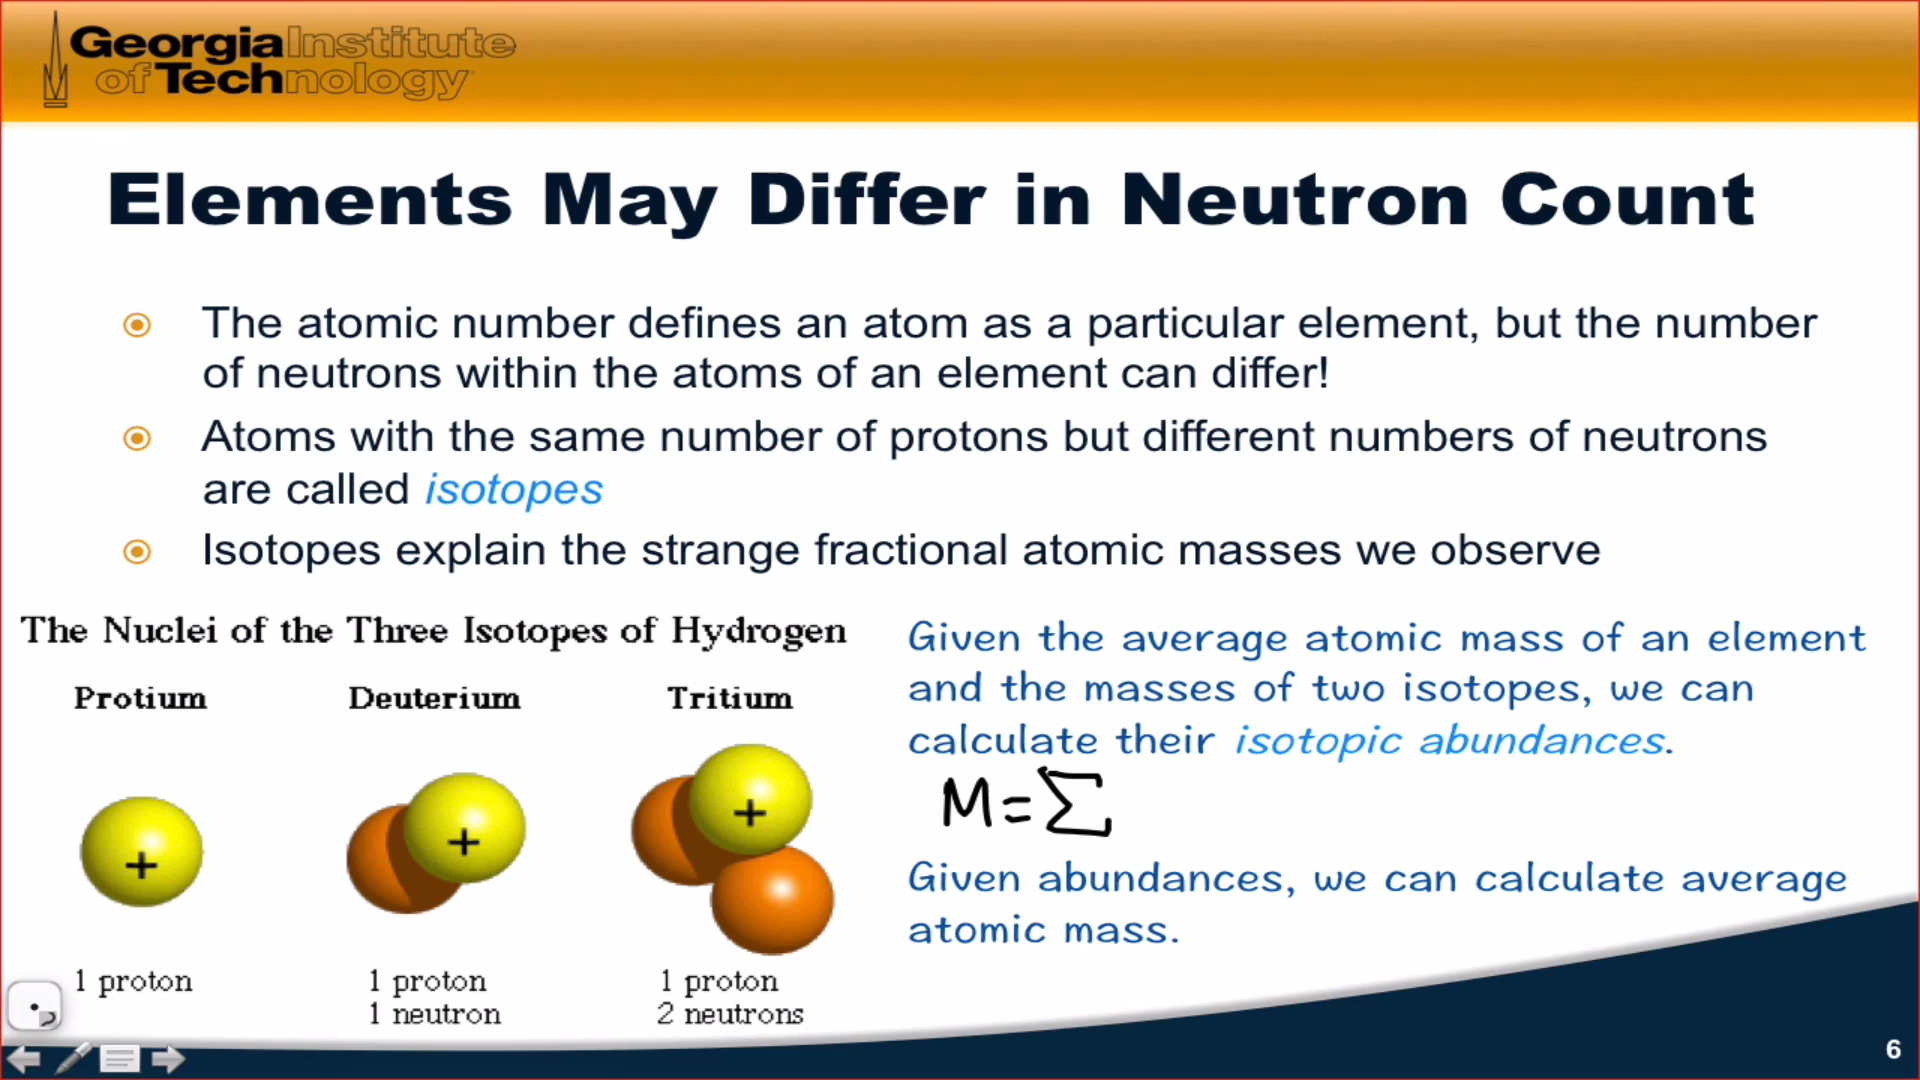 Georgia Institute
of Technology
Elements May Differ in Neutron Count
The atomic number defines an atom as a particular element, but the number
of neutrons within the atoms of an element can differ!
Atoms with the same number of protons but different numbers of neutrons
are called isotopes
Isotopes explain the strange fractional atomic masses we observe
The Nuclei of the Three Isotopes of Hydrogen
Protium Deuterium Tritium
+ + +
1 proton 1 proton 1 proton
1 neutron 2 neutrons
Given the average atomic mass of an element
and the masses of two isotopes, we can
calculate their isotopic abundances.
M=Σ
Given abundances, we can calculate average
atomic mass.
6